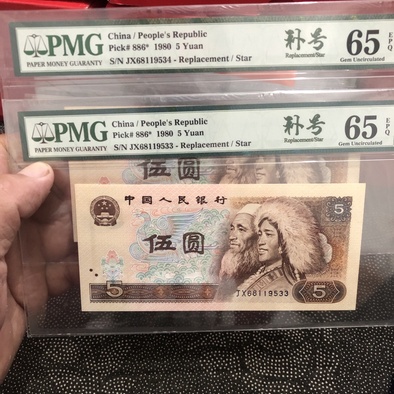 PMG
PAPER MONEY GUARANTY
China / People's Republic
Pick# 886* 1980 5 Yuan
S/N JX68119534 - Replacement / Star
补号
Replacement/Star
65 EPQ
Gem Uncirculated
PMG
PAPER MONEY GUARANTY
China / People's Republic
Pick# 886* 1980 5 Yuan
S/N JX68119533 - Replacement / Star
补号
Replacement/Star
65 EPQ
Gem Uncirculated
伍圆
中国人民银行
5
伍圆
JX68119533
5
5